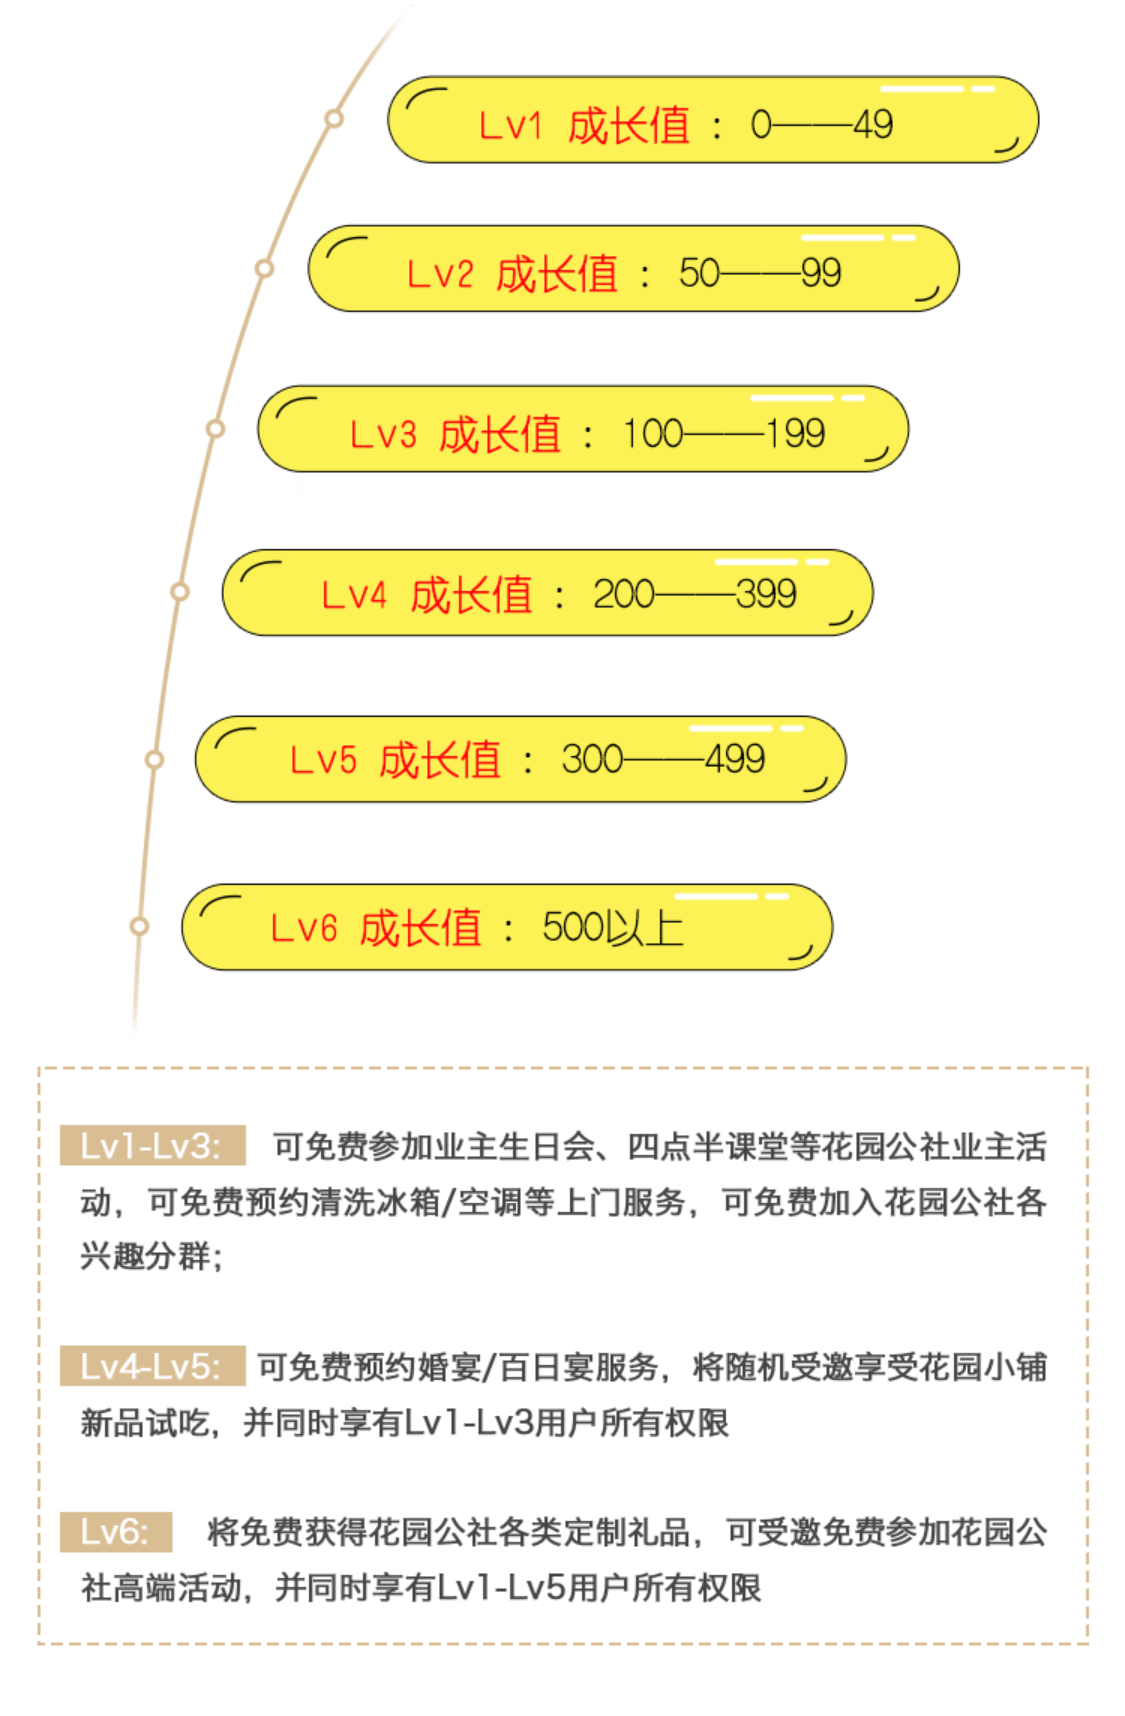 Lv1 成长值 : 0——49
Lv2 成长值 : 50——99
Lv3 成长值 : 100——199
Lv4 成长值 : 200——399
Lv5 成长值 : 300——499
Lv6 成长值 : 500以上
Lv1-Lv3: 可免费参加业主生日会、四点半课堂等花园公社业主活
动，可免费预约清洗冰箱/空调等上门服务，可免费加入花园公社各
兴趣分群；
Lv4-Lv5: 可免费预约婚宴/百日宴服务，将随机受邀享受花园小铺
新品试吃，并同时享有Lv1-Lv3用户所有权限
Lv6: 将免费获得花园公社各类定制礼品，可受邀免费参加花园公
社高端活动，并同时享有Lv1-Lv5用户所有权限